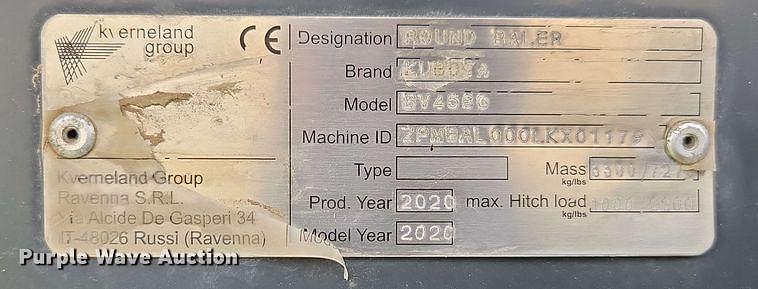 kverneland
group
CE
Designation ROUND BALER
Brand KUBOTA
Model BV4580
Machine ID
Type
Mass
kg/lbs
Prod. Year 2020
max. Hitch load
kg/lbs
Model Year 2020
Kverneland Group
Ravenna S.R.L.
Via Alcide De Gasperi 34
IT-48026 Russi (Ravenna)
Purple Wave Auction